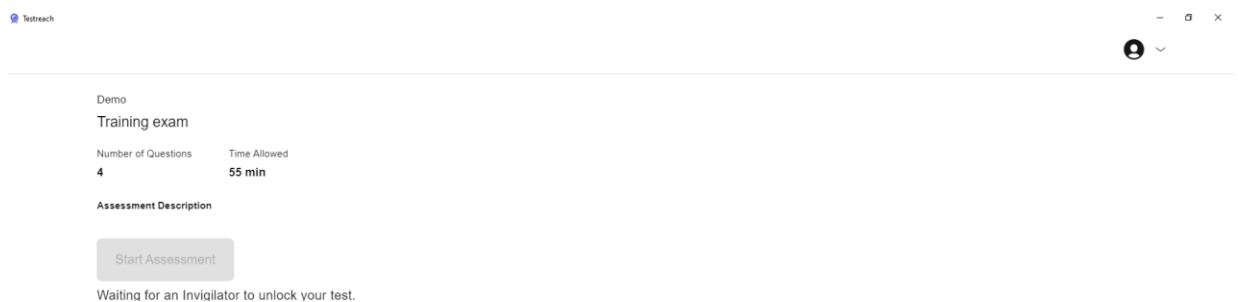 Testreach
Demo
Training exam
Number of Questions Time Allowed
4 55 min
Assessment Description
Start Assessment
Waiting for an Invigilator to unlock your test.